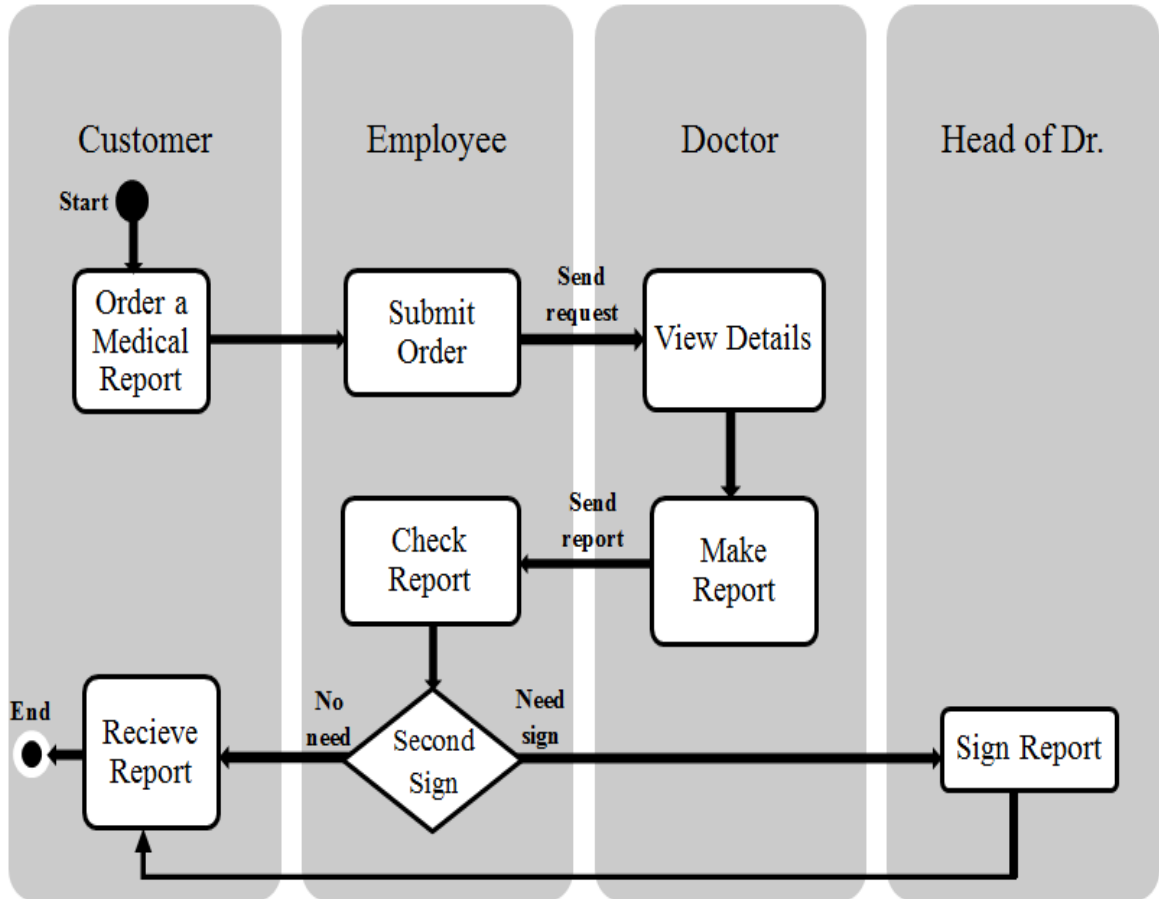 Customer
Employee
Doctor
Head of Dr.
Start
Order a
Medical
Report
Submit
Order
Send
request
View Details
Make
Report
Send
report
Check
Report
Second
Sign
No
need
Need
sign
Sign Report
Recieve
Report
End